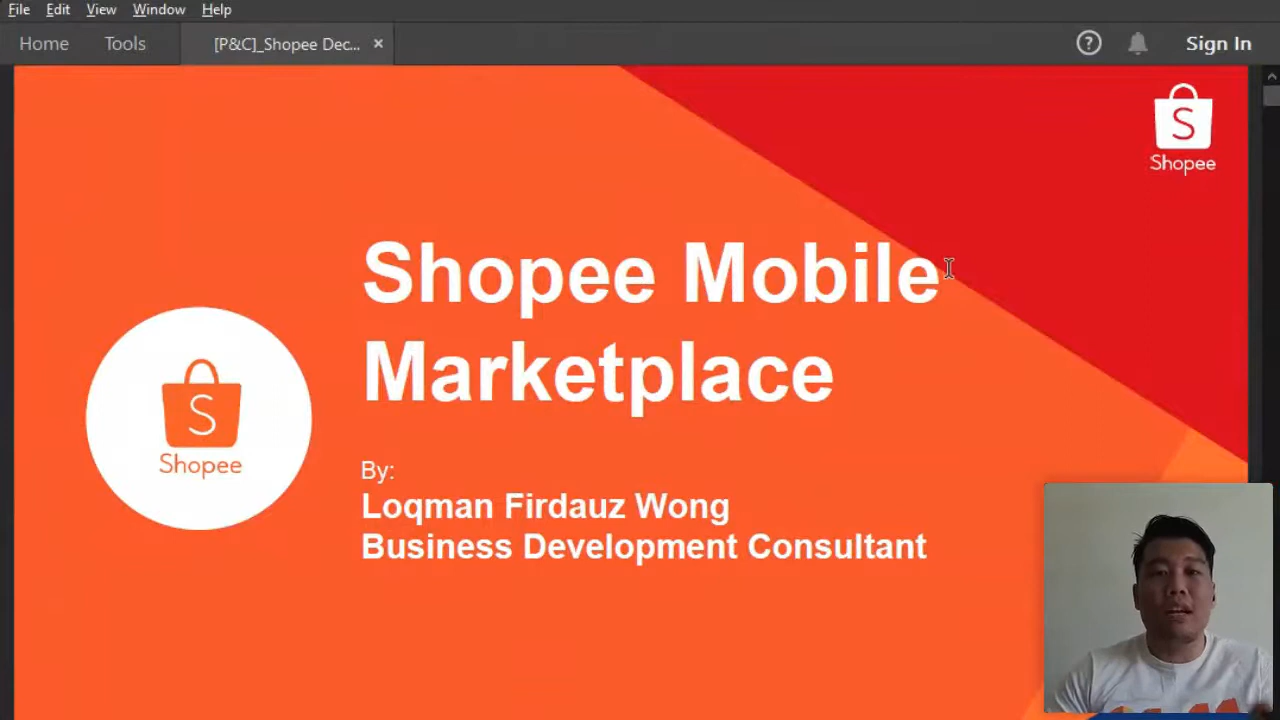 File Edit View Window Help
Home Tools [P&C]_Shopee Dec... × ? Sign In
S
Shopee
Shopee Mobile
Marketplace
S
Shopee
By:
Loqman Firdauz Wong
Business Development Consultant